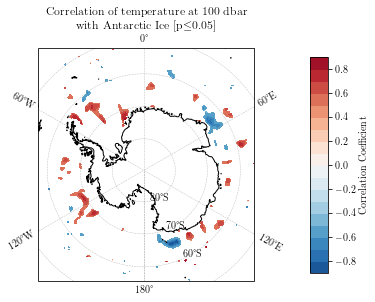 Correlation of temperature at 100 dbar
with Antarctic Ice [p≤0.05]
0°
60°W
60°E
80°S
70°S
60°S
120°W
120°E
180°
0.8
0.6
0.4
0.2
0.0
−0.2
−0.4
−0.6
−0.8
Correlation Coefficient